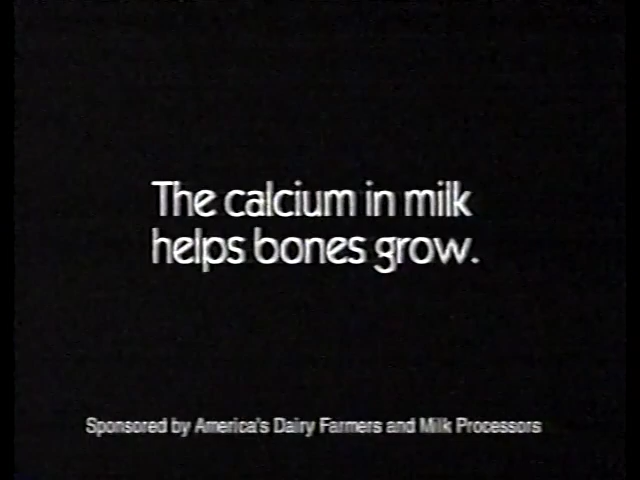 The calcium in milk
helps bones grow.
Sponsored by America's Dairy Farmers and Milk Processors